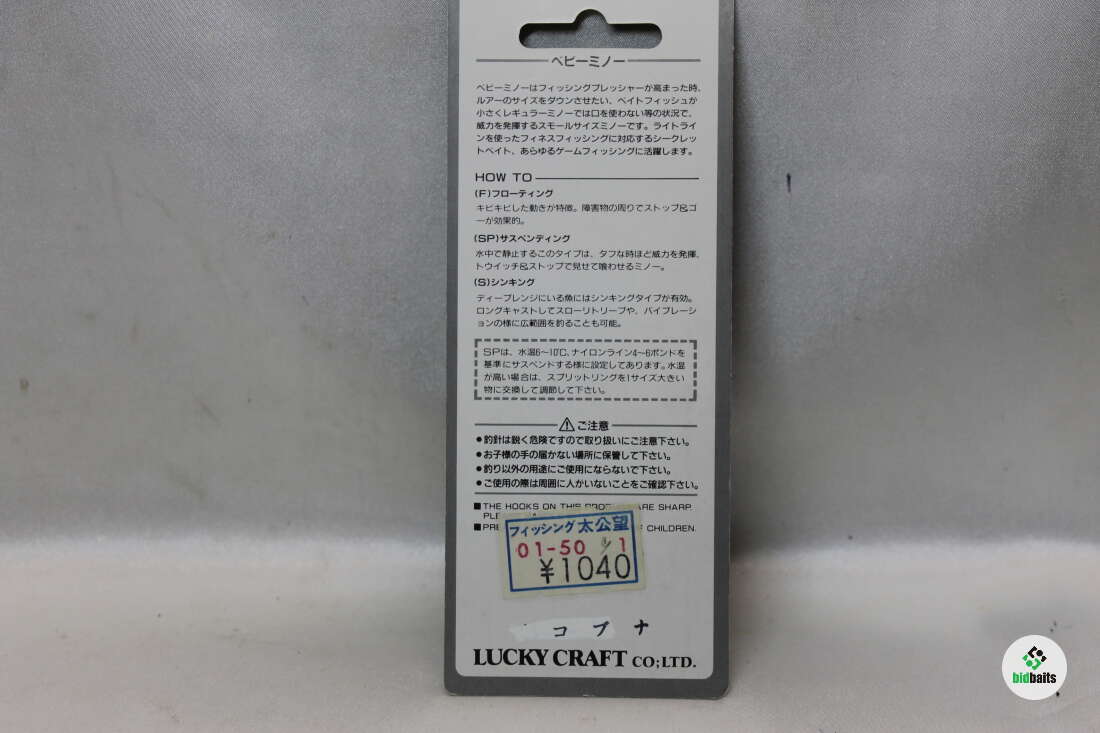 ベビーミノー
ベビーミノーはフィッシングプレッシャーが高まった時、
ルアーのサイズをダウンさせたい、ベイトフィッシュが
小さくレギュラーミノーでは口を使わない等の状況で、
威力を発揮するスモールサイズミノーです。ライトライ
ンを使ったフィネスフィッシングに対応するシークレッ
トベイト、あらゆるゲームフィッシングに活躍します。
HOW TO
(F)フローティング
キビキビした動きが特徴。障害物の周りでストップ&ゴ
ーが効果的。
(SP)サスペンディング
水中で静止するこのタイプは、タフな時ほど威力を発揮、
トウイッチ&ストップで見せて喰わせるミノー。
(S)シンキング
ディープレンジにいる魚にはシンキングタイプが有効。
ロングキャストしてスローリトリーブや、バイブレーシ
ョンの様に広範囲を釣ることも可能。
SPは、水温6〜10℃、ナイロンライン4〜6ポンドを
基準にサスペンドする様に設定してあります。水温
が高い場合は、スプリットリングを1サイズ大きい
物に交換して調節して下さい。
ご注意
●釣針は鋭く危険ですので取り扱いにご注意下さい。
●お子様の手の届かない場所に保管して下さい。
●釣り以外の用途にご使用にならないで下さい。
●ご使用の際は周囲に人がいないことをご確認下さい。
■THE HOOKS ON THIS ARE SHARP.
■ CHILDREN.
フィッシング太公望
01-50 1
¥1040
コブナ
LUCKY CRAFT CO;LTD.
bidbaits